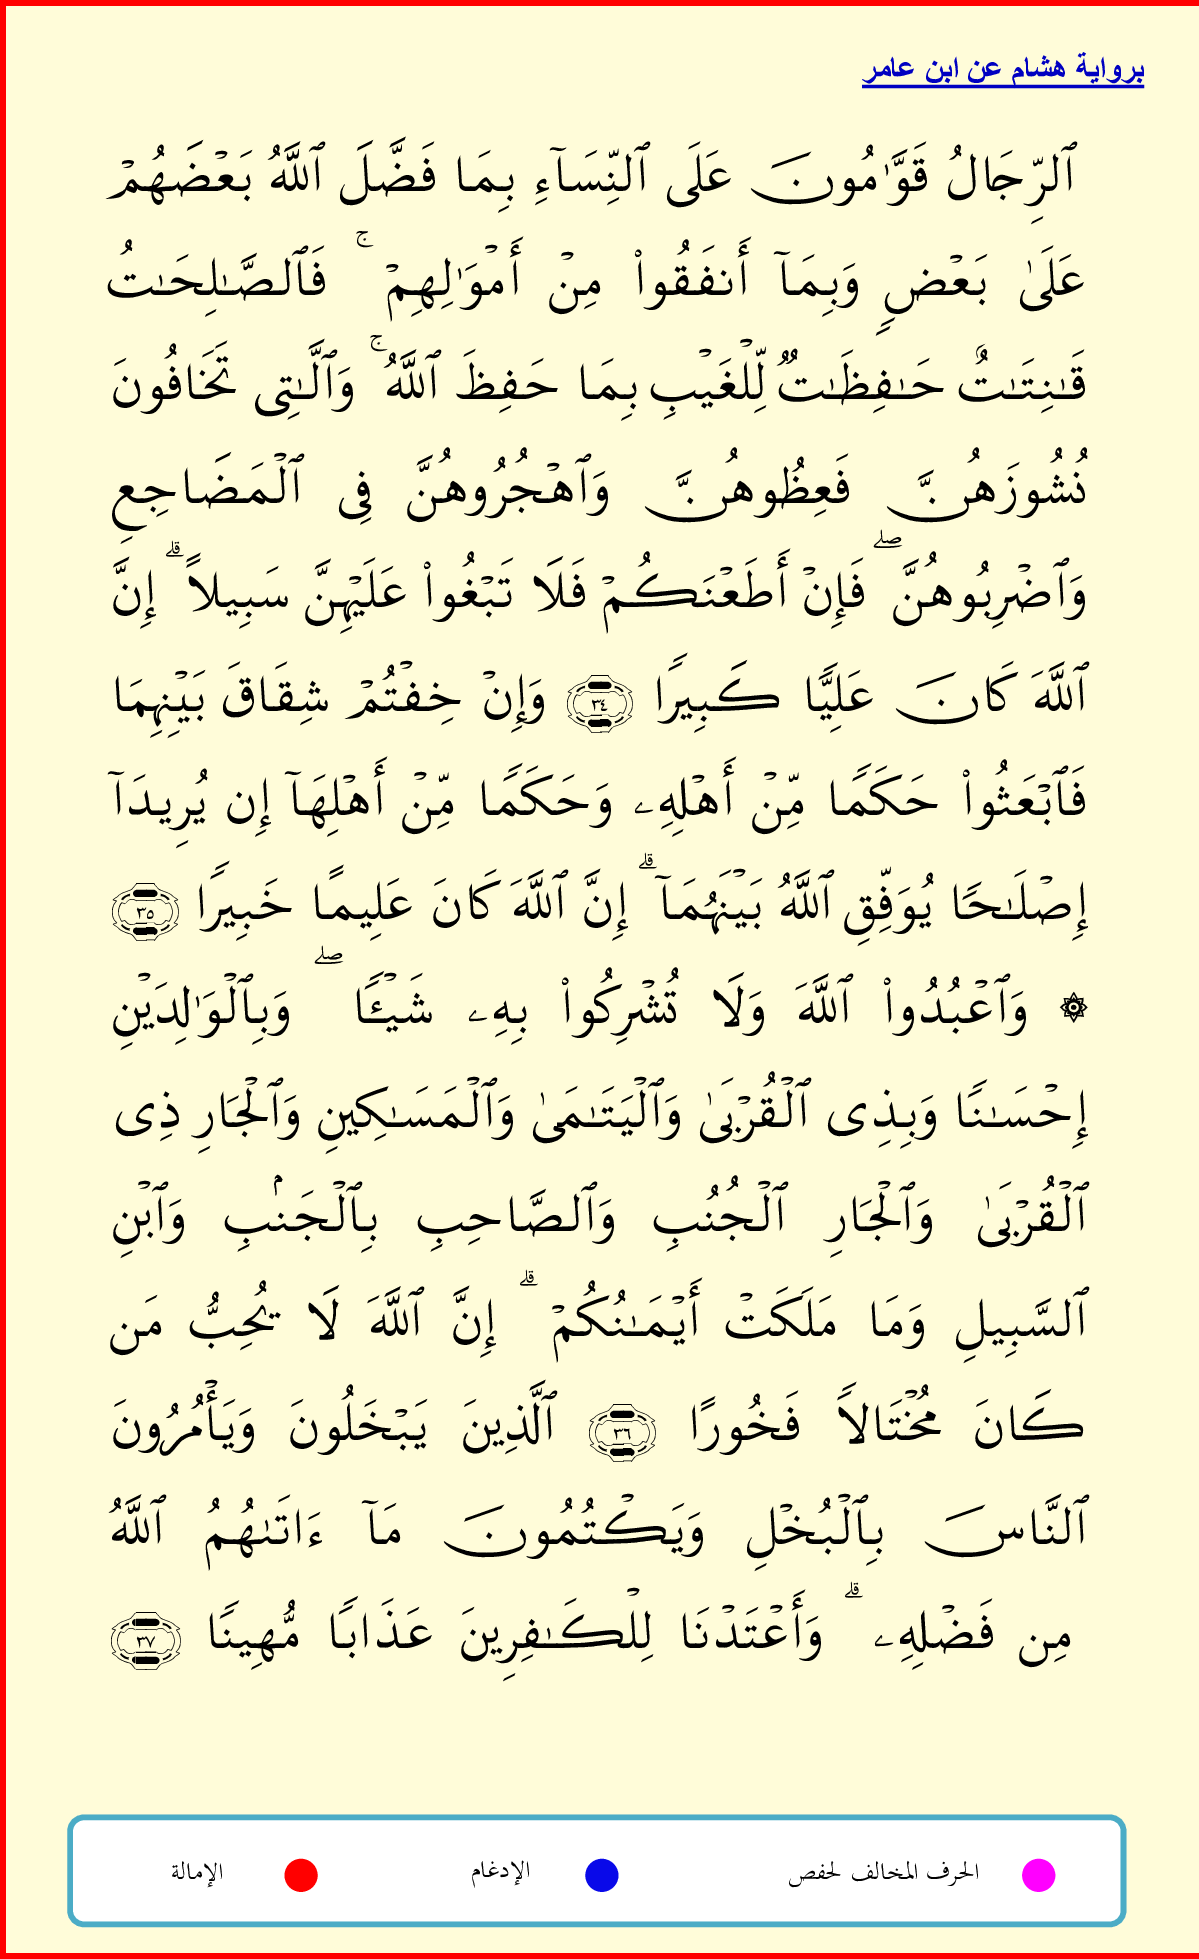 برواية هشام عن ابن عامر
ٱلرِّجَالُ قَوَّٰمُونَ عَلَى ٱلنِّسَآءِ بِمَا فَضَّلَ ٱللَّهُ بَعْضَهُمْ
عَلَىٰ بَعْضٍ وَبِمَآ أَنفَقُوا۟ مِنْ أَمْوَٰلِهِمْ ۚ فَٱلصَّـٰلِحَـٰتُ
قَـٰنِتَـٰتٌ حَـٰفِظَـٰتٌ لِّلْغَيْبِ بِمَا حَفِظَ ٱللَّهُ ۚ وَٱلَّـٰتِى تَخَافُونَ
نُشُوزَهُنَّ فَعِظُوهُنَّ وَٱهْجُرُوهُنَّ فِى ٱلْمَضَاجِعِ
وَٱضْرِبُوهُنَّ ۖ فَإِنْ أَطَعْنَكُمْ فَلَا تَبْغُوا۟ عَلَيْهِنَّ سَبِيلاً ۗ إِنَّ
ٱللَّهَ كَانَ عَلِيًّا كَبِيرًا ٣٤ وَإِنْ خِفْتُمْ شِقَاقَ بَيْنِهِمَا
فَٱبْعَثُوا۟ حَكَمًا مِّنْ أَهْلِهِۦ وَحَكَمًا مِّنْ أَهْلِهَآ إِن يُرِيدَآ
إِصْلَـٰحًا يُوَفِّقِ ٱللَّهُ بَيْنَهُمَآ ۗ إِنَّ ٱللَّهَ كَانَ عَلِيمًا خَبِيرًا ٣٥
۞ وَٱعْبُدُوا۟ ٱللَّهَ وَلَا تُشْرِكُوا۟ بِهِۦ شَيْـًٔا ۖ وَبِٱلْوَٰلِدَيْنِ
إِحْسَـٰنًا وَبِذِى ٱلْقُرْبَىٰ وَٱلْيَتَـٰمَىٰ وَٱلْمَسَـٰكِينِ وَٱلْجَارِ ذِى
ٱلْقُرْبَىٰ وَٱلْجَارِ ٱلْجُنُبِ وَٱلصَّاحِبِ بِٱلْجَنۢبِ وَٱبْنِ
ٱلسَّبِيلِ وَمَا مَلَكَتْ أَيْمَـٰنُكُمْ ۗ إِنَّ ٱللَّهَ لَا يُحِبُّ مَن
كَانَ مُخْتَالاً فَخُورًا ٣٦ ٱلَّذِينَ يَبْخَلُونَ وَيَأْمُرُونَ
ٱلنَّاسَ بِٱلْبُخْلِ وَيَكْتُمُونَ مَآ ءَاتَىٰهُمُ ٱللَّهُ
مِن فَضْلِهِۦ ۗ وَأَعْتَدْنَا لِلْكَـٰفِرِينَ عَذَابًا مُّهِينًا ٣٧
الحرف المخالف لحفص الإدغام الإمالة